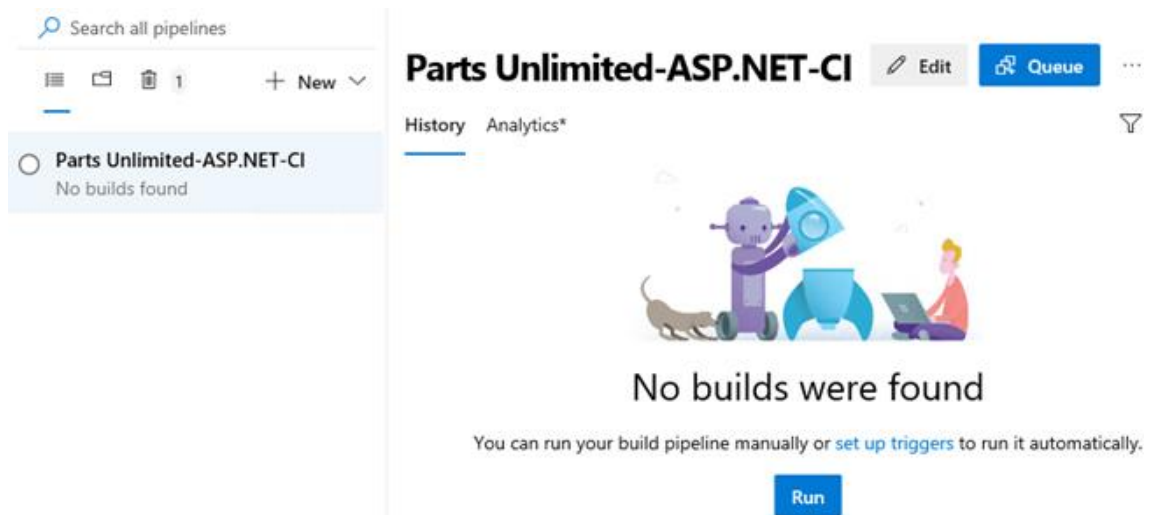 Search all pipelines
1
New
Parts Unlimited-ASP.NET-CI
No builds found
Parts Unlimited-ASP.NET-CI
Edit
Queue
...
History Analytics*
No builds were found
You can run your build pipeline manually or set up triggers to run it automatically.
Run